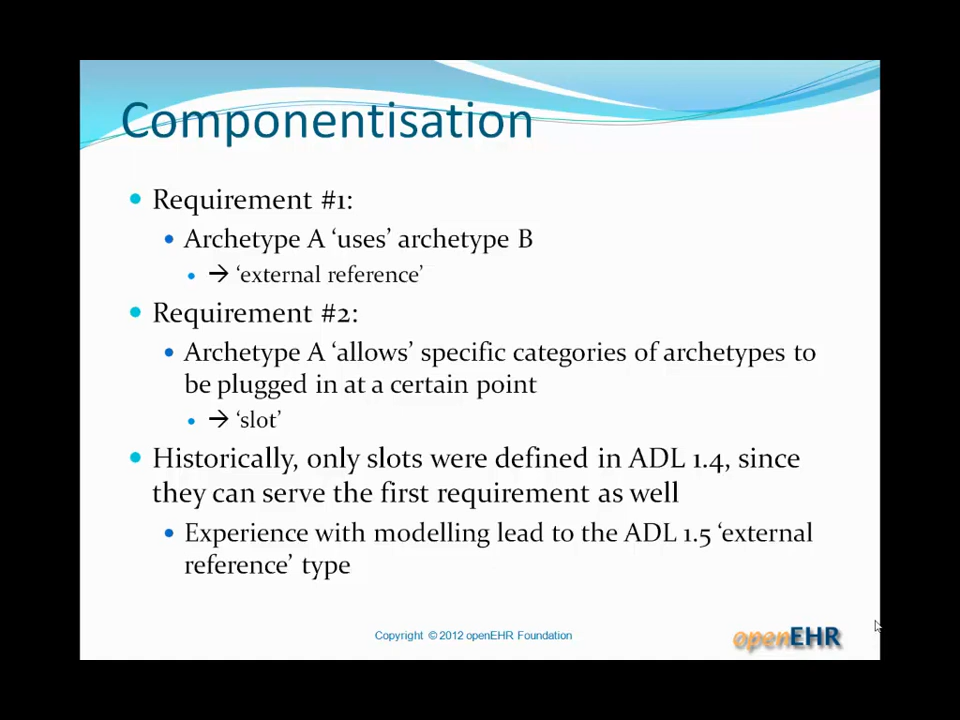 Componentisation
• Requirement #1:
• Archetype A ‘uses’ archetype B
• → ‘external reference’
• Requirement #2:
• Archetype A ‘allows’ specific categories of archetypes to
be plugged in at a certain point
• → ‘slot’
• Historically, only slots were defined in ADL 1.4, since
they can serve the first requirement as well
• Experience with modelling lead to the ADL 1.5 ‘external
reference’ type
Copyright © 2012 openEHR Foundation
openEHR